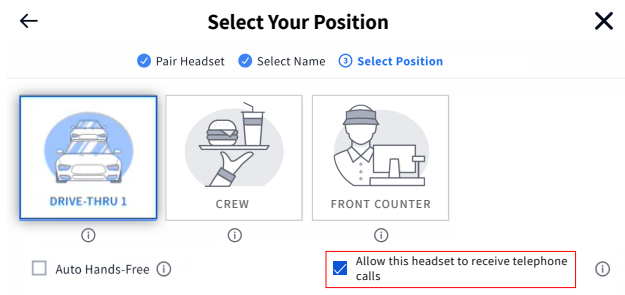 Select Your Position
Pair Headset Select Name 3 Select Position
DRIVE-THRU 1 CREW FRONT COUNTER
Auto Hands-Free
Allow this headset to receive telephone
calls